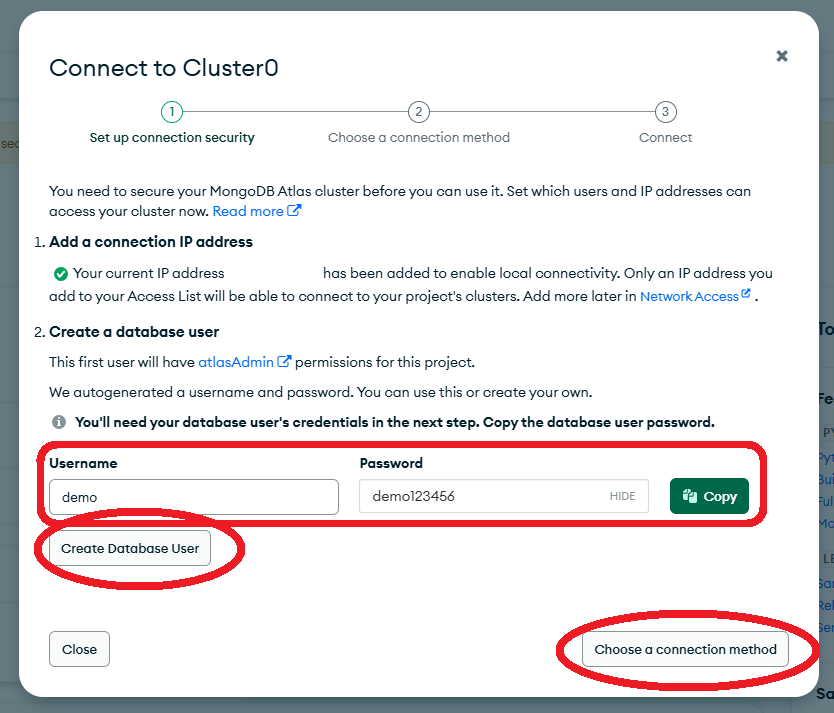 Connect to Cluster0
1
2
3
Set up connection security
Choose a connection method
Connect
You need to secure your MongoDB Atlas cluster before you can use it. Set which users and IP addresses can
access your cluster now. Read more
1. Add a connection IP address
Your current IP address has been added to enable local connectivity. Only an IP address you
add to your Access List will be able to connect to your project's clusters. Add more later in Network Access .
2. Create a database user
This first user will have atlasAdmin permissions for this project.
We autogenerated a username and password. You can use this or create your own.
You'll need your database user's credentials in the next step. Copy the database user password.
Username
Password
demo
demo123456
HIDE
Copy
Create Database User
Close
Choose a connection method